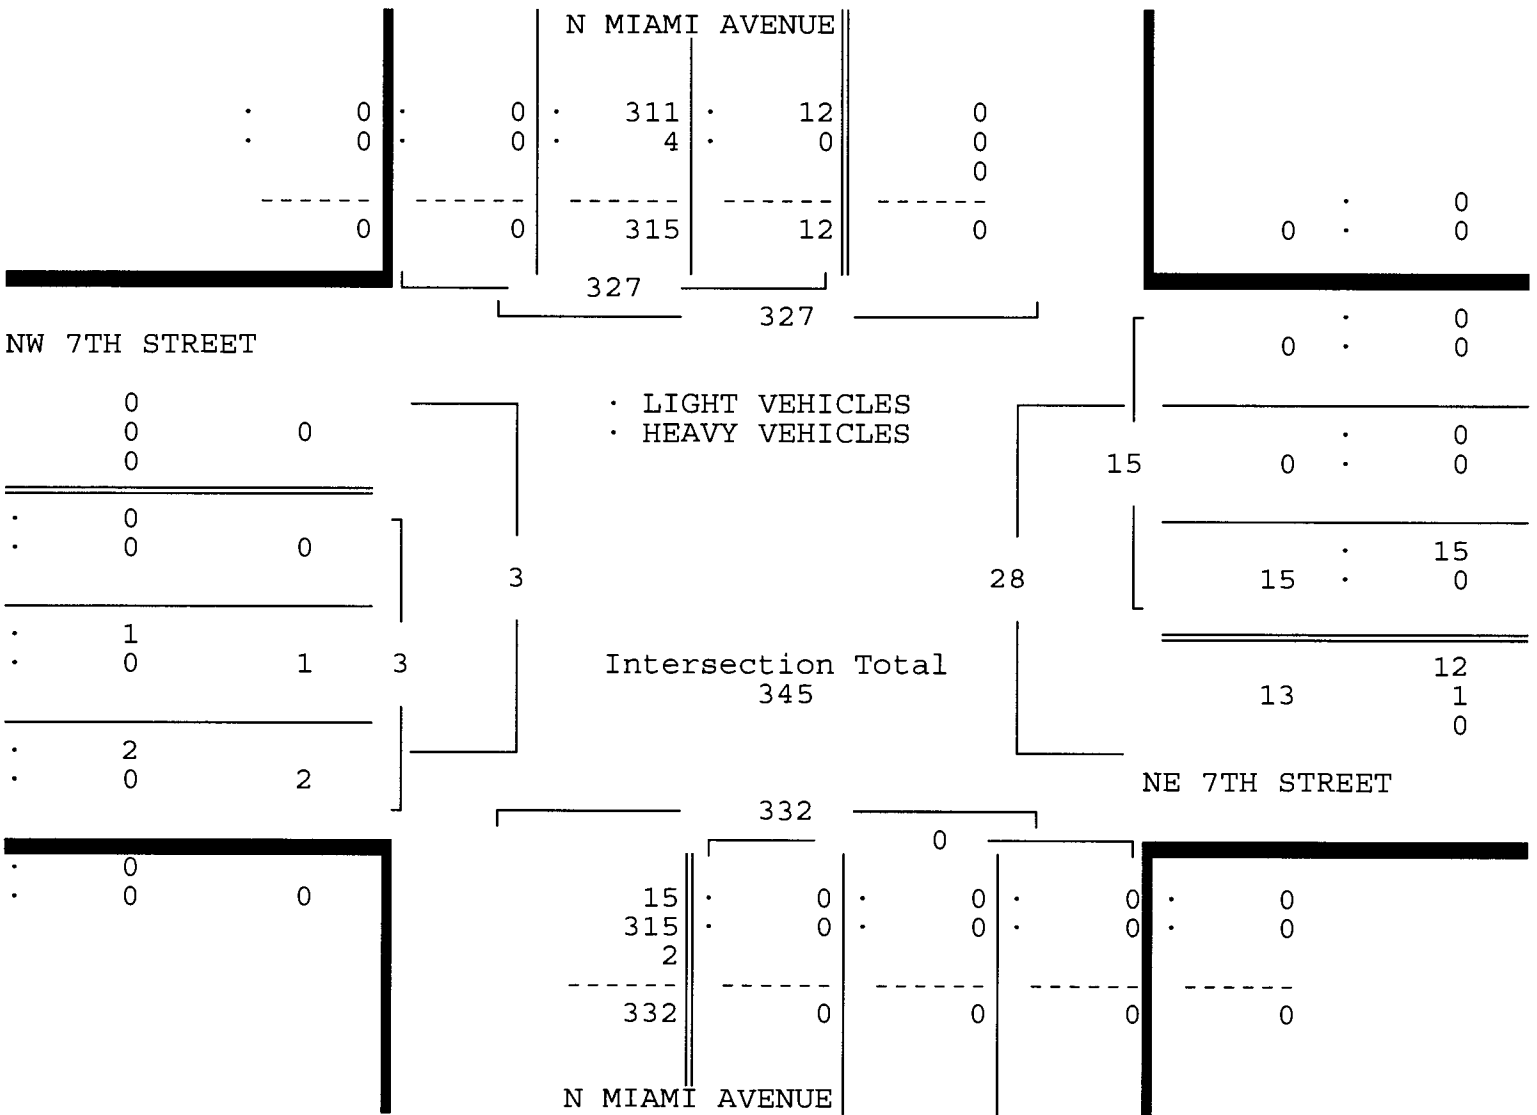 N MIAMI AVENUE
· 0 · 0 · 311 · 12 0
· 0 · 0 · 4 · 0 0
0
------ ------ ------ ------ ------
· 0
0 0 315 12 0 0 · 0
327
327 · 0
NW 7TH STREET 0 · 0
0 · LIGHT VEHICLES
0 0 · HEAVY VEHICLES · 0
0 15 0 · 0
· 0
· 0 0 · 15
3 28 15 · 0
· 1
· 0 1 3 Intersection Total 12
345 13 1
0
· 2
· 0 2 NE 7TH STREET
332
0
· 0
· 0 0 15 · 0 · 0 · 0 · 0
315 · 0 · 0 · 0 · 0
2
------ ------ ------ ------ ------
332 0 0 0 0
N MIAMI AVENUE